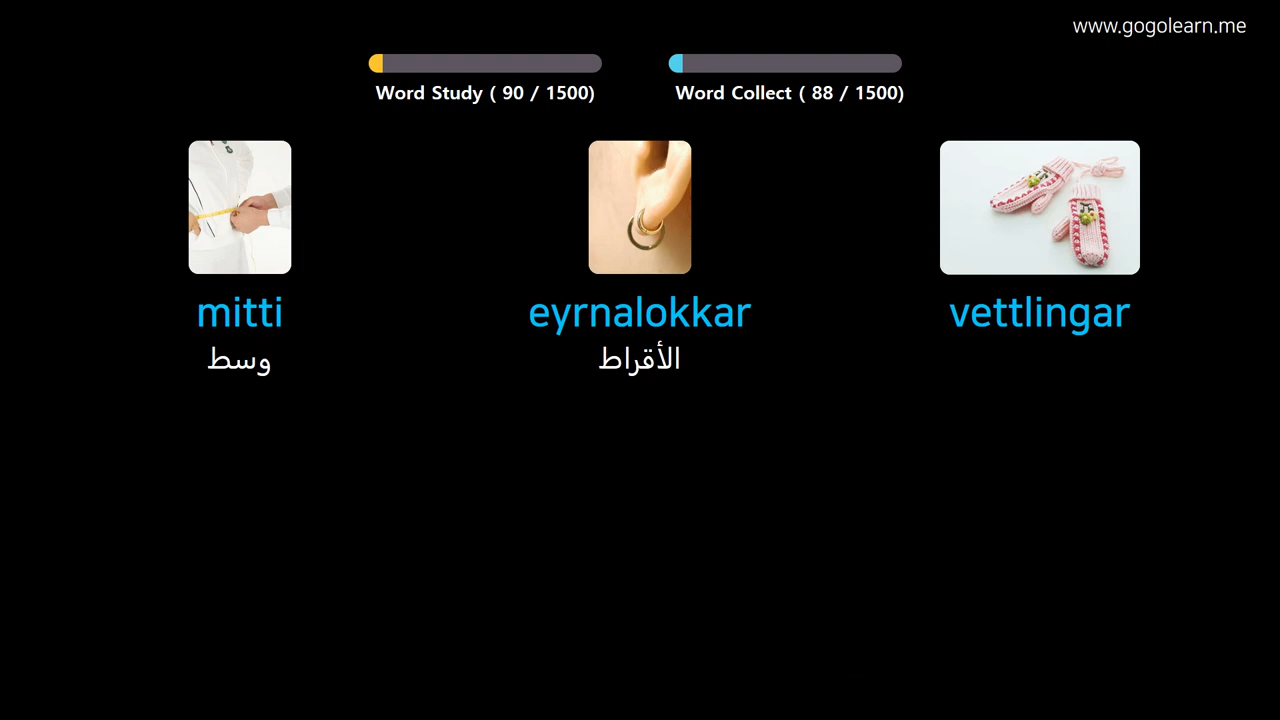 www.gogolearn.me
Word Study ( 90 / 1500)
Word Collect ( 88 / 1500)
mitti
eyrnalokkar
vettlingar
وسط
الأقراط